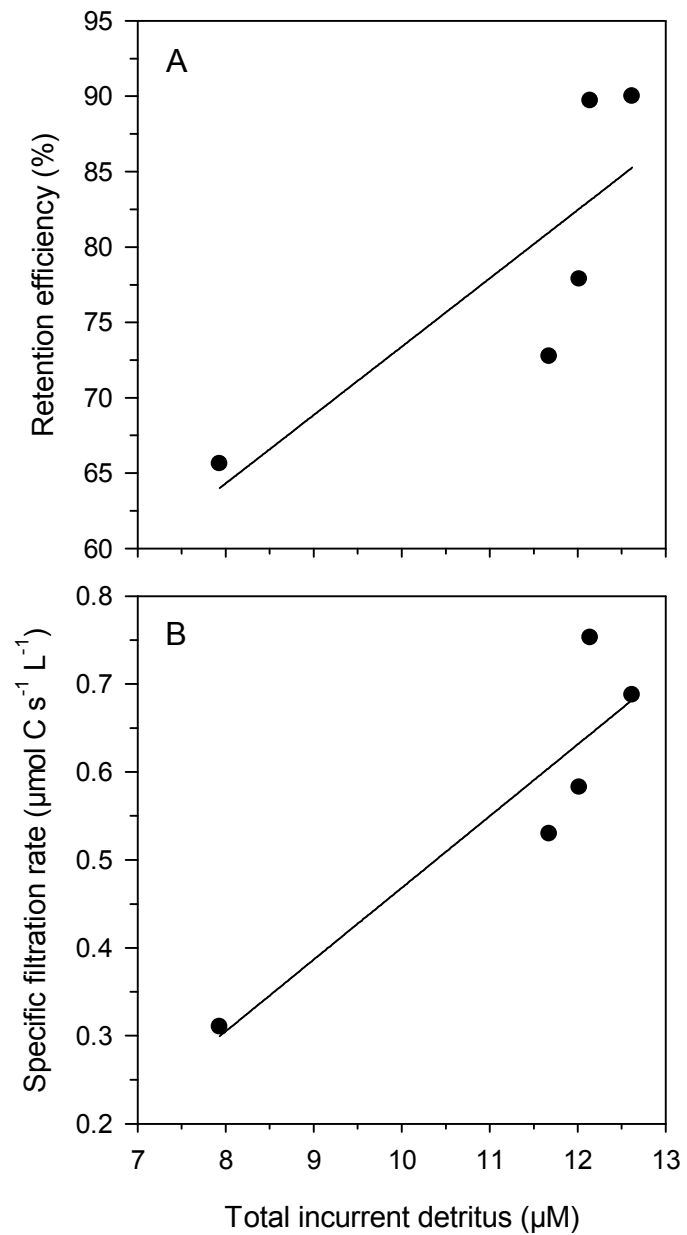 95
90
85
80
75
70
65
60
Retention efficiency (%)
A
0.8
0.7
0.6
0.5
0.4
0.3
0.2
Specific filtration rate (µmol C s⁻¹ L⁻¹)
B
7 8 9 10 11 12 13
Total incurrent detritus (µM)